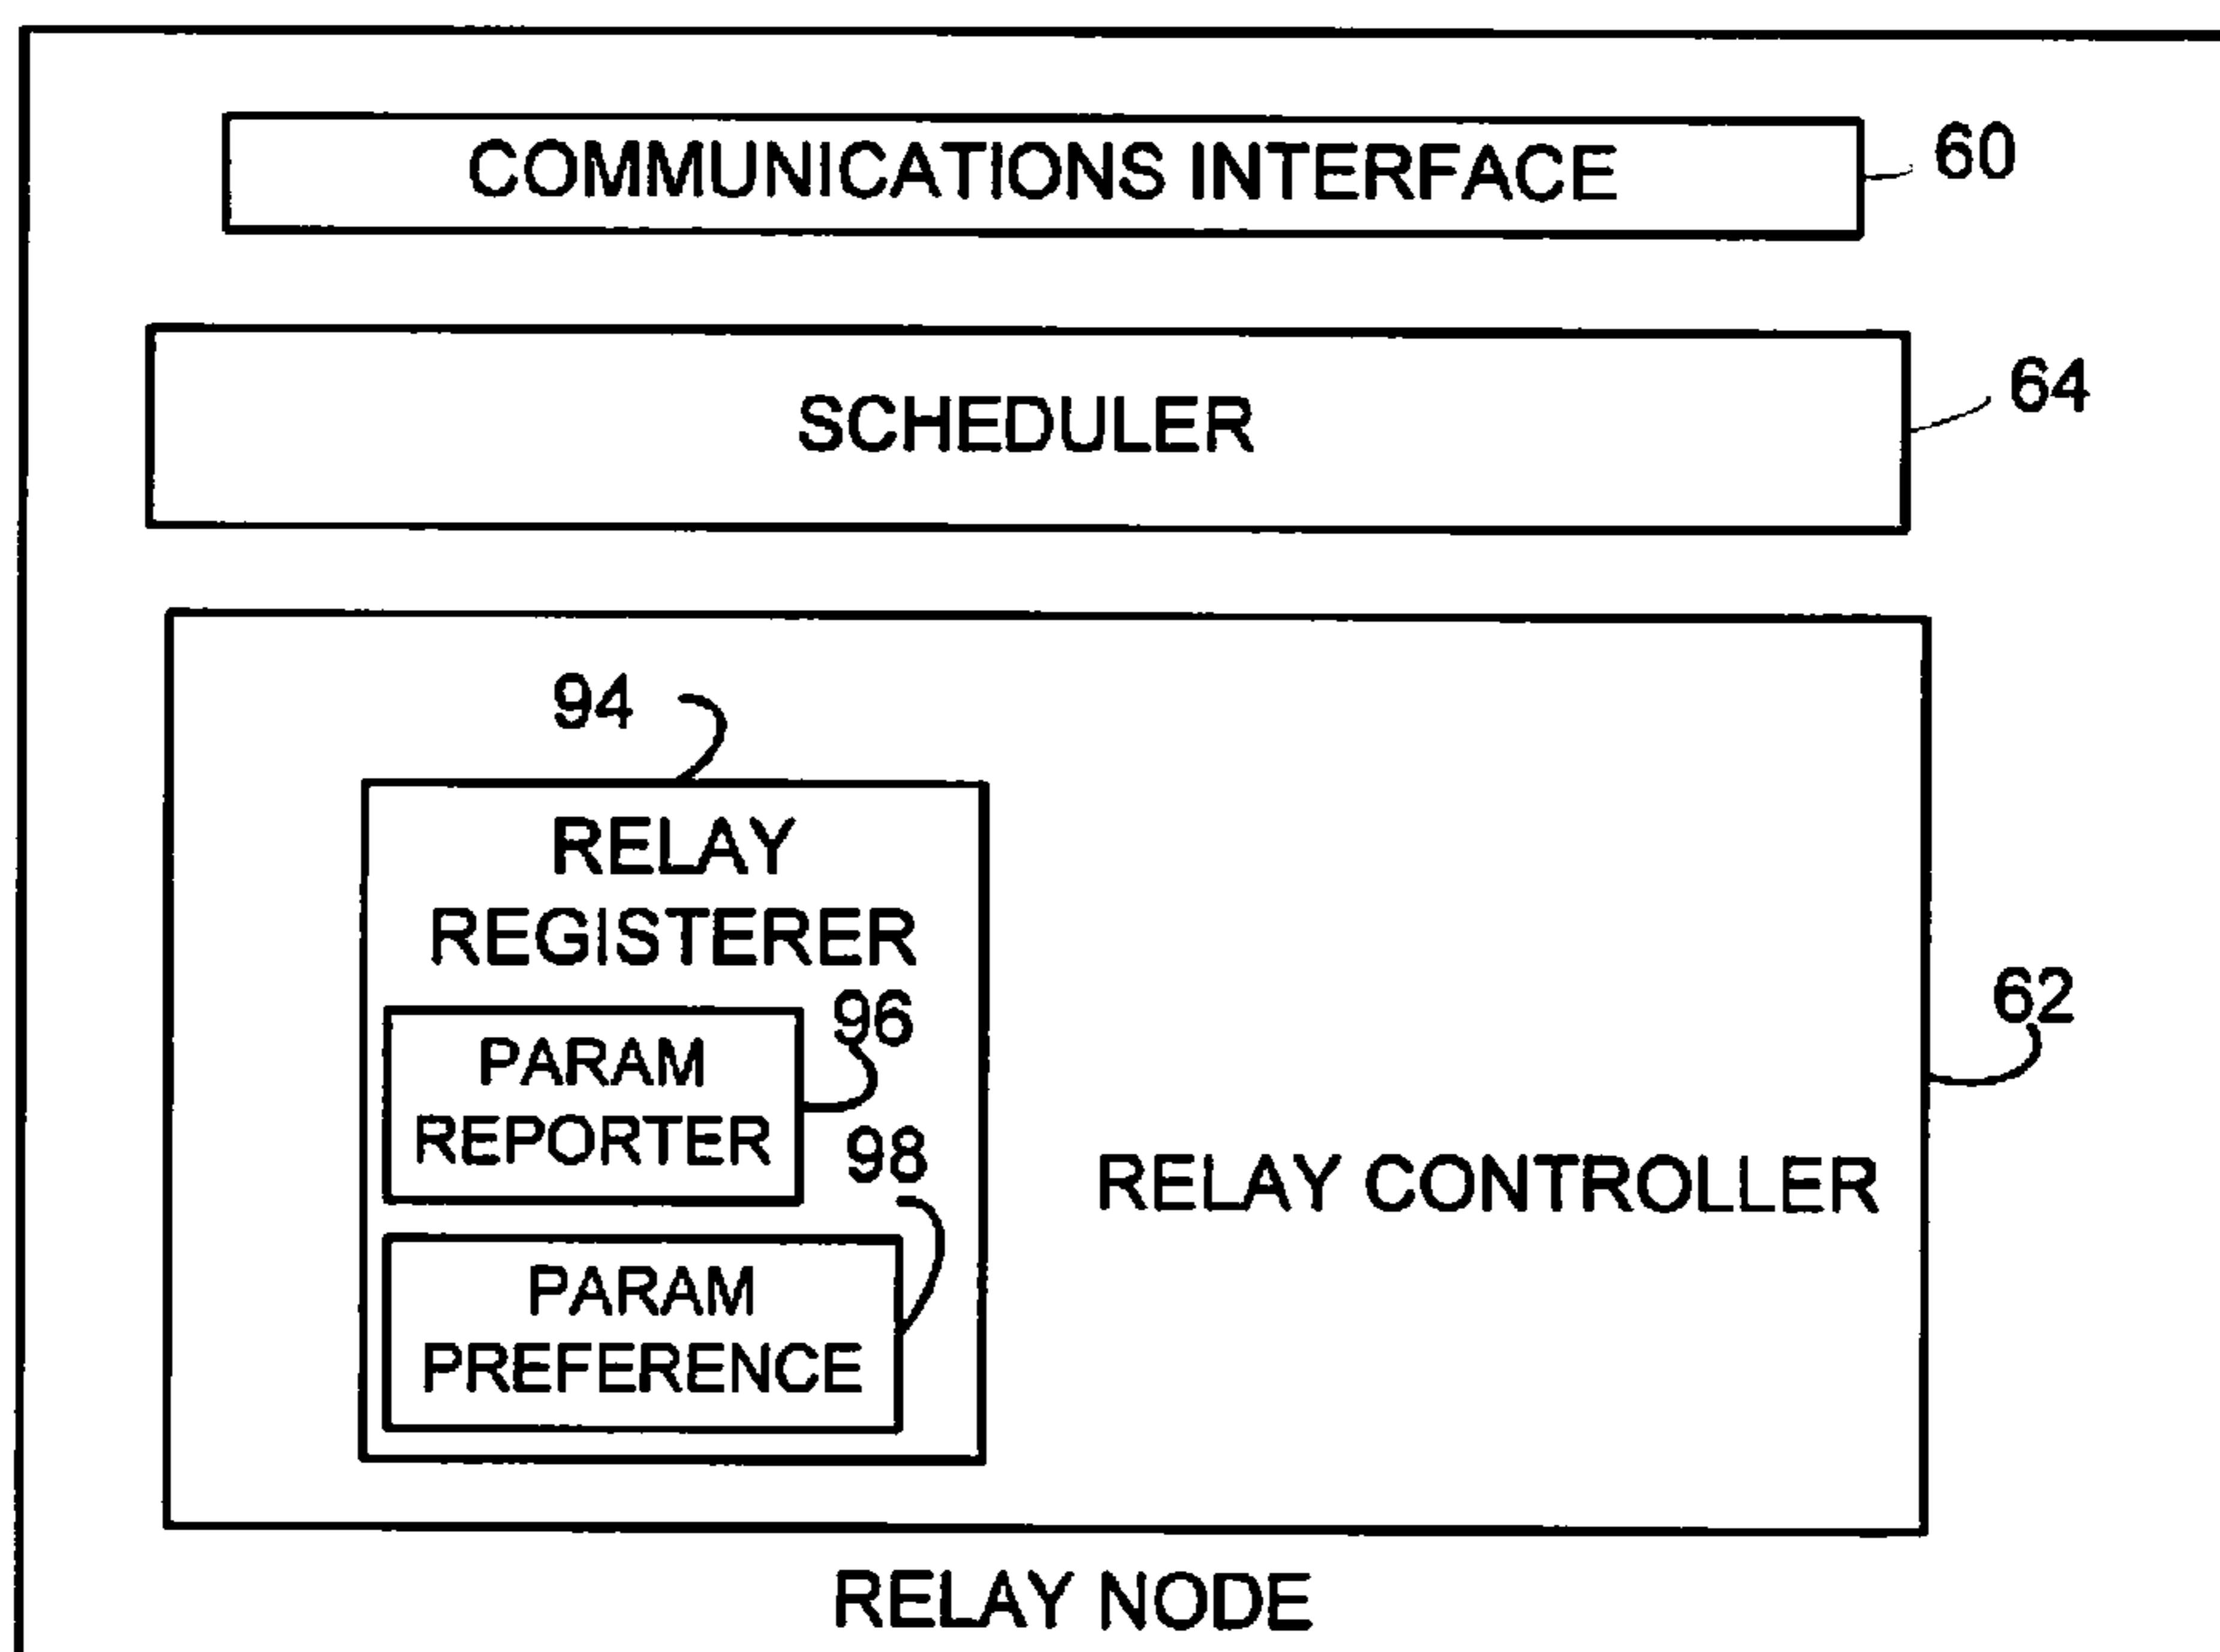 COMMUNICATIONS INTERFACE
60
SCHEDULER
64
94
RELAY
REGISTERER
96
PARAM
REPORTER
98
PARAM
PREFERENCE
62
RELAY CONTROLLER
RELAY NODE